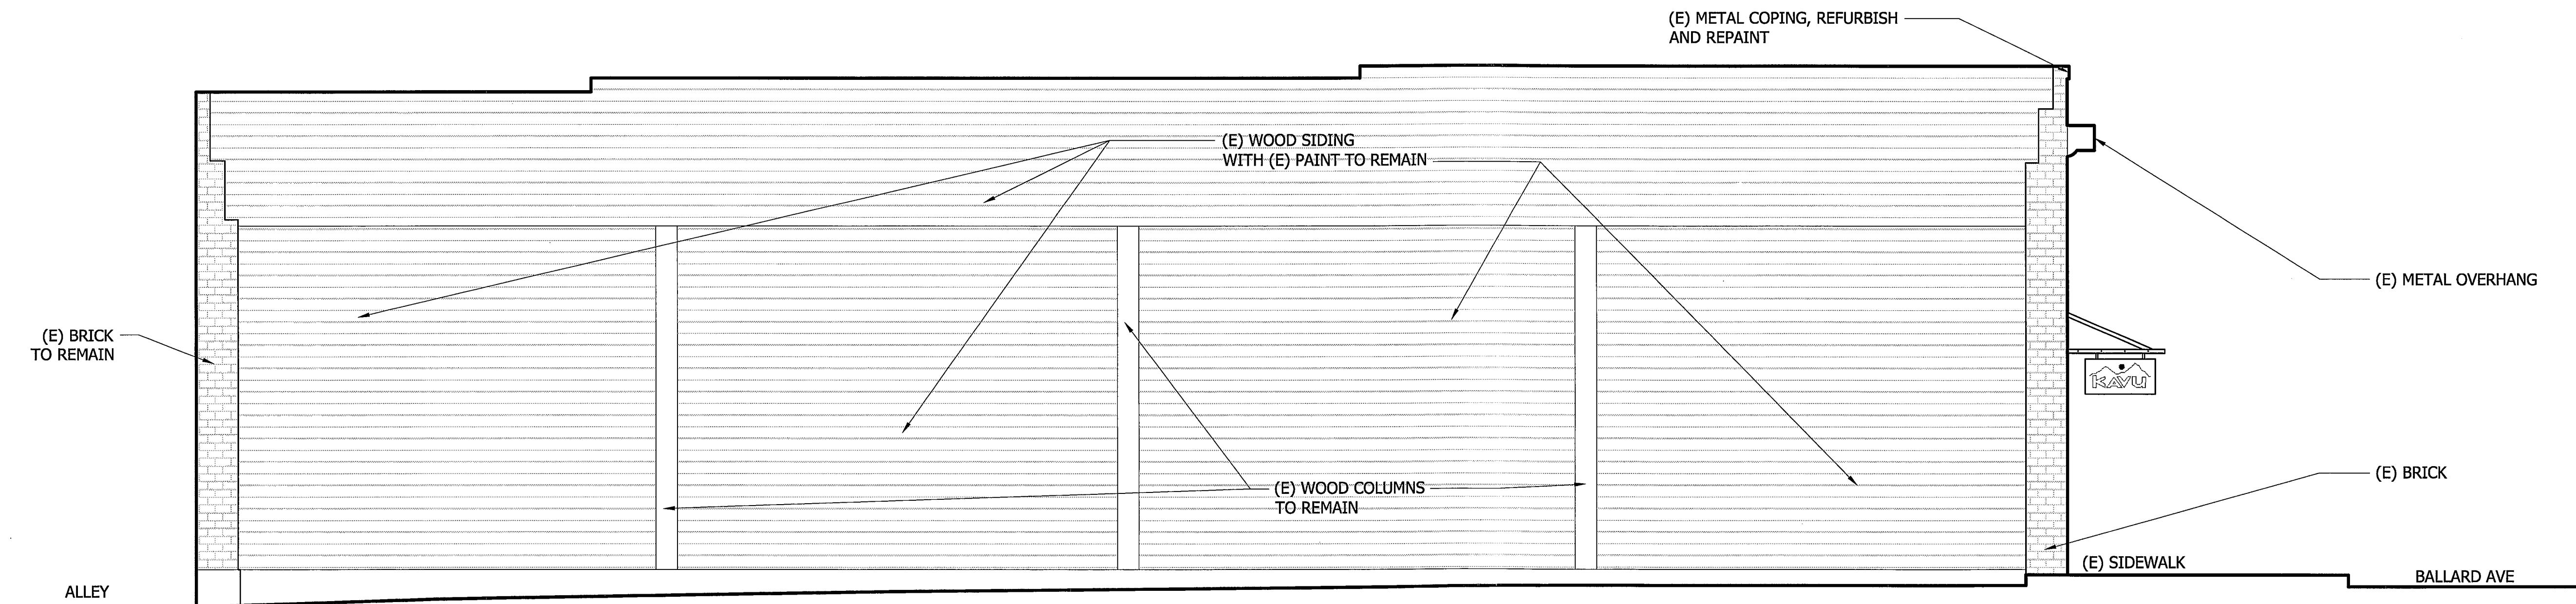 (E) METAL COPING, REFURBISH
AND REPAINT
(E) WOOD SIDING
WITH (E) PAINT TO REMAIN
(E) METAL OVERHANG
(E) BRICK
TO REMAIN
KAVU
(E) BRICK
(E) WOOD COLUMNS
TO REMAIN
(E) SIDEWALK
ALLEY
BALLARD AVE